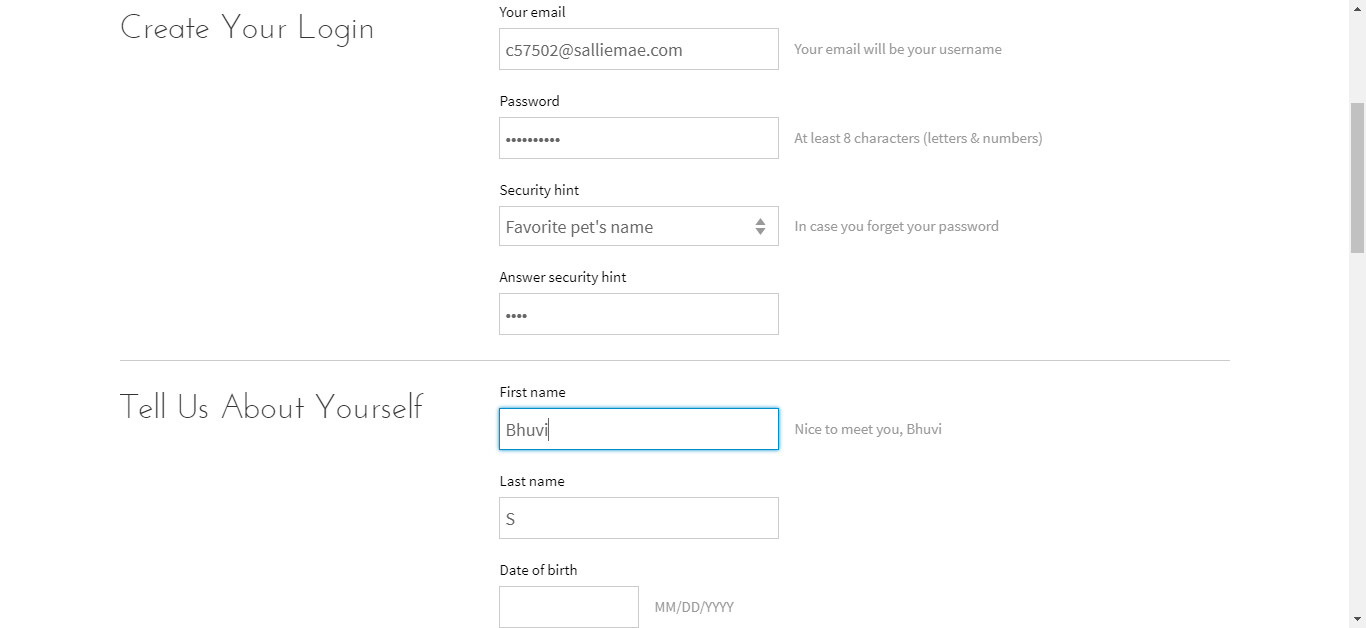 Create Your Login
Your email
c57502@salliemae.com
Your email will be your username
Password
••••••••••
At least 8 characters (letters & numbers)
Security hint
Favorite pet's name
In case you forget your password
Answer security hint
••••
Tell Us About Yourself
First name
Bhuvi
Nice to meet you, Bhuvi
Last name
S
Date of birth
MM/DD/YYYY